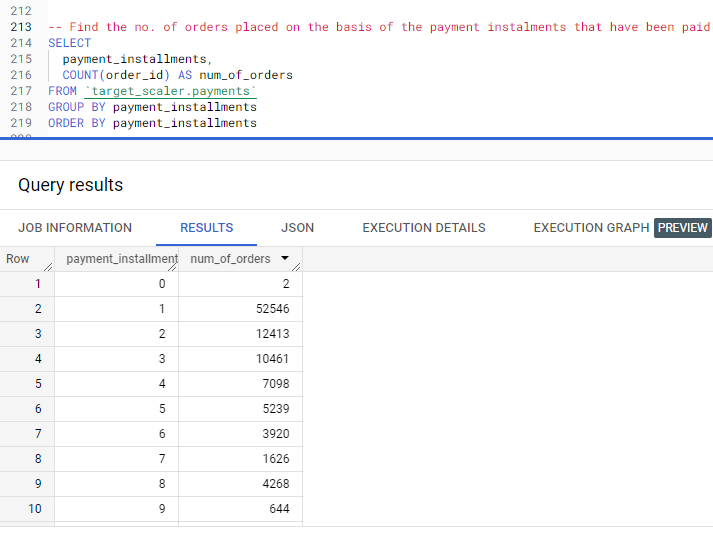 212
213 -- Find the no. of orders placed on the basis of the payment instalments that have been paid
214 SELECT
215 payment_installments,
216 COUNT(order_id) AS num_of_orders
217 FROM `target_scaler.payments`
218 GROUP BY payment_installments
219 ORDER BY payment_installments
Query results
JOB INFORMATION RESULTS JSON EXECUTION DETAILS EXECUTION GRAPH PREVIEW
Row payment_installment num_of_orders
1 0 2
2 1 52546
3 2 12413
4 3 10461
5 4 7098
6 5 5239
7 6 3920
8 7 1626
9 8 4268
10 9 644